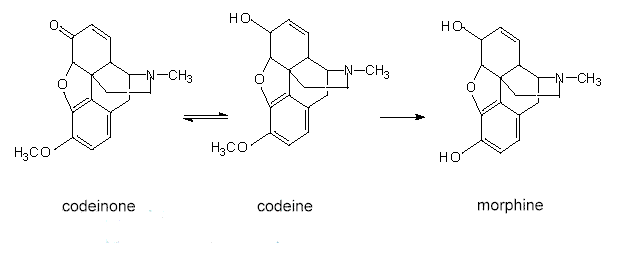 O
O
N
CH₃
H₃CO
codeinone
HO
O
N
CH₃
H₃CO
codeine
HO
O
N
CH₃
HO
morphine